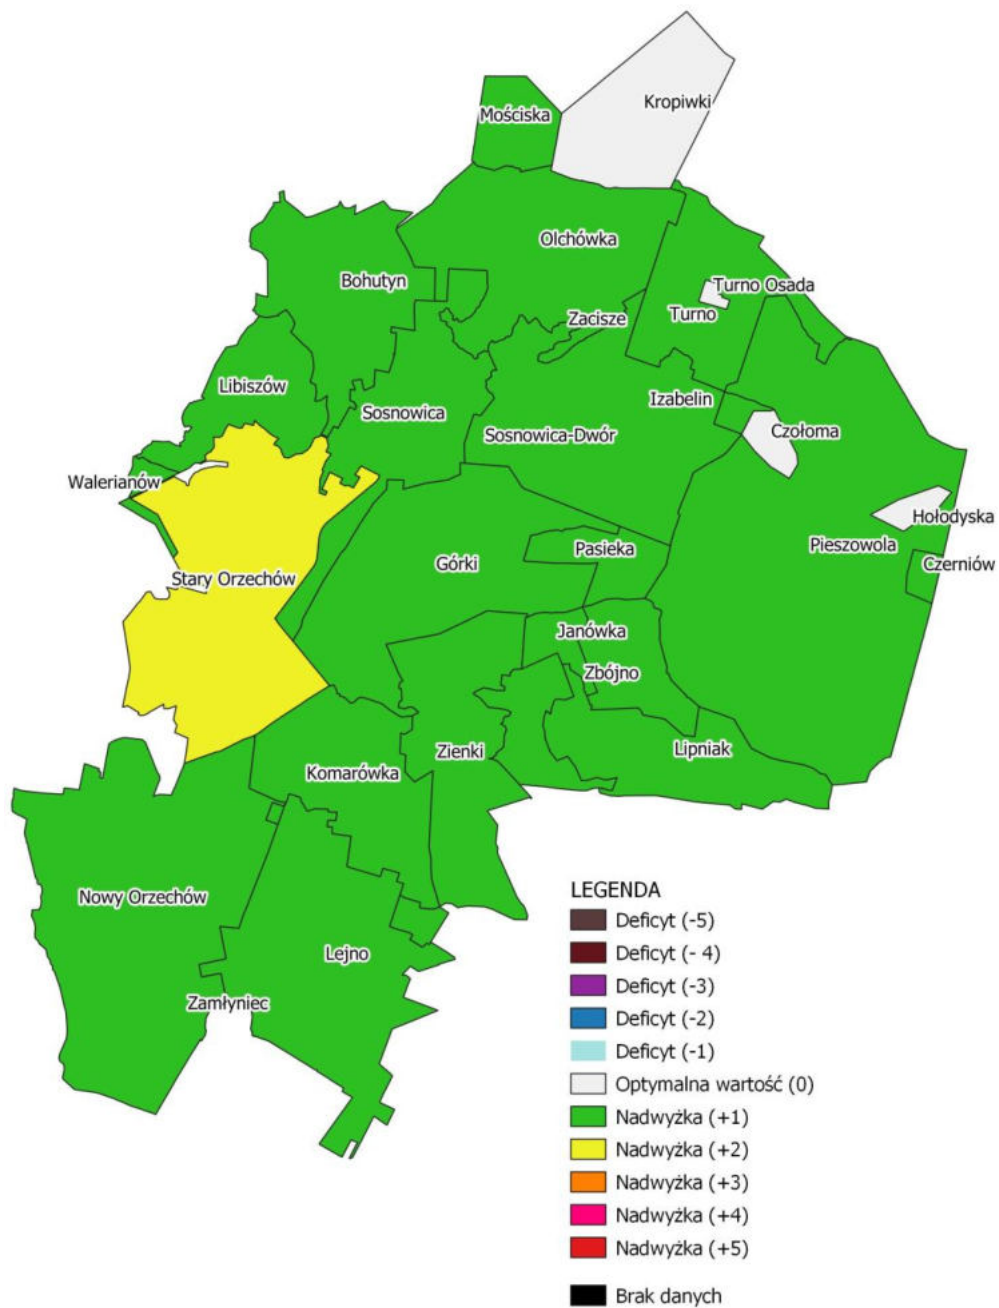 Kropiwki
Mościska
Olchówka
Bohutyn
Turno Osada
Turno
Zacisze
Libiszów
Izabelin
Sosnowica
Sosnowica-Dwór
Czołoma
Walerianów
Hołodyska
Pieszowola
Pasieka
Górki
Czerniów
Stary Orzechów
Janówka
Zbójno
Lipniak
Zienki
Komarówka
Nowy Orzechów
Lejno
Zamłyniec
LEGENDA
Deficyt (-5)
Deficyt (- 4)
Deficyt (-3)
Deficyt (-2)
Deficyt (-1)
Optymalna wartość (0)
Nadwyżka (+1)
Nadwyżka (+2)
Nadwyżka (+3)
Nadwyżka (+4)
Nadwyżka (+5)
Brak danych